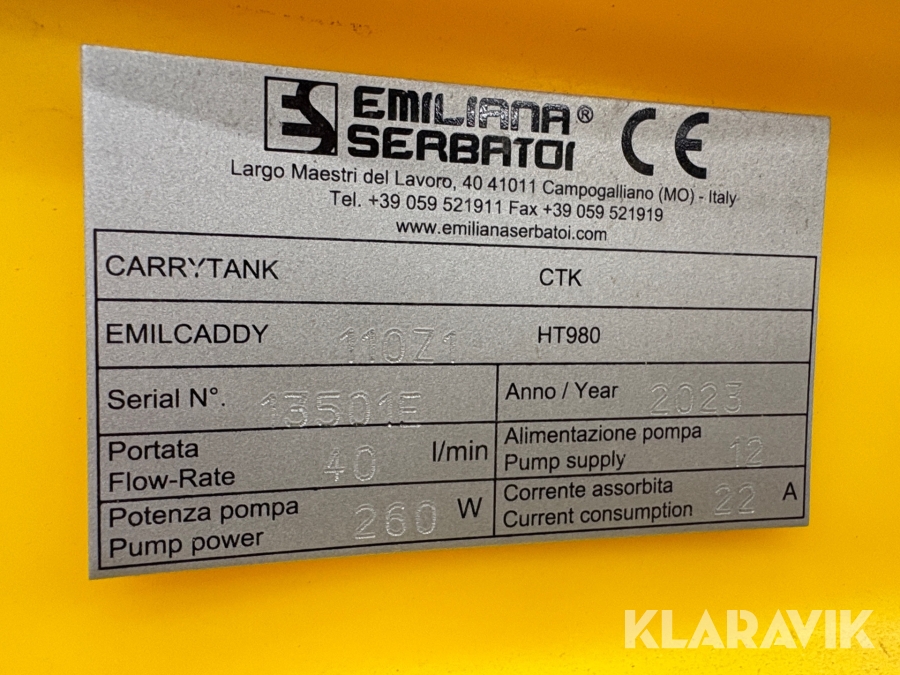 EMILIANA®
SERBATOI
CE
Largo Maestri del Lavoro, 40 41011 Campogalliano (MO) - Italy
Tel. +39 059 521911 Fax +39 059 521919
www.emilianaserbatoi.com
CARRYTANK CTK
EMILCADDY 110Z1 HT980
Serial N°. 13501E Anno / Year 2023
Portata
Flow-Rate 40 l/min
Alimentazione pompa
Pump supply 12
Potenza pompa
Pump power 260 W
Corrente assorbita
Current consumption 22 A
KLARAVIK